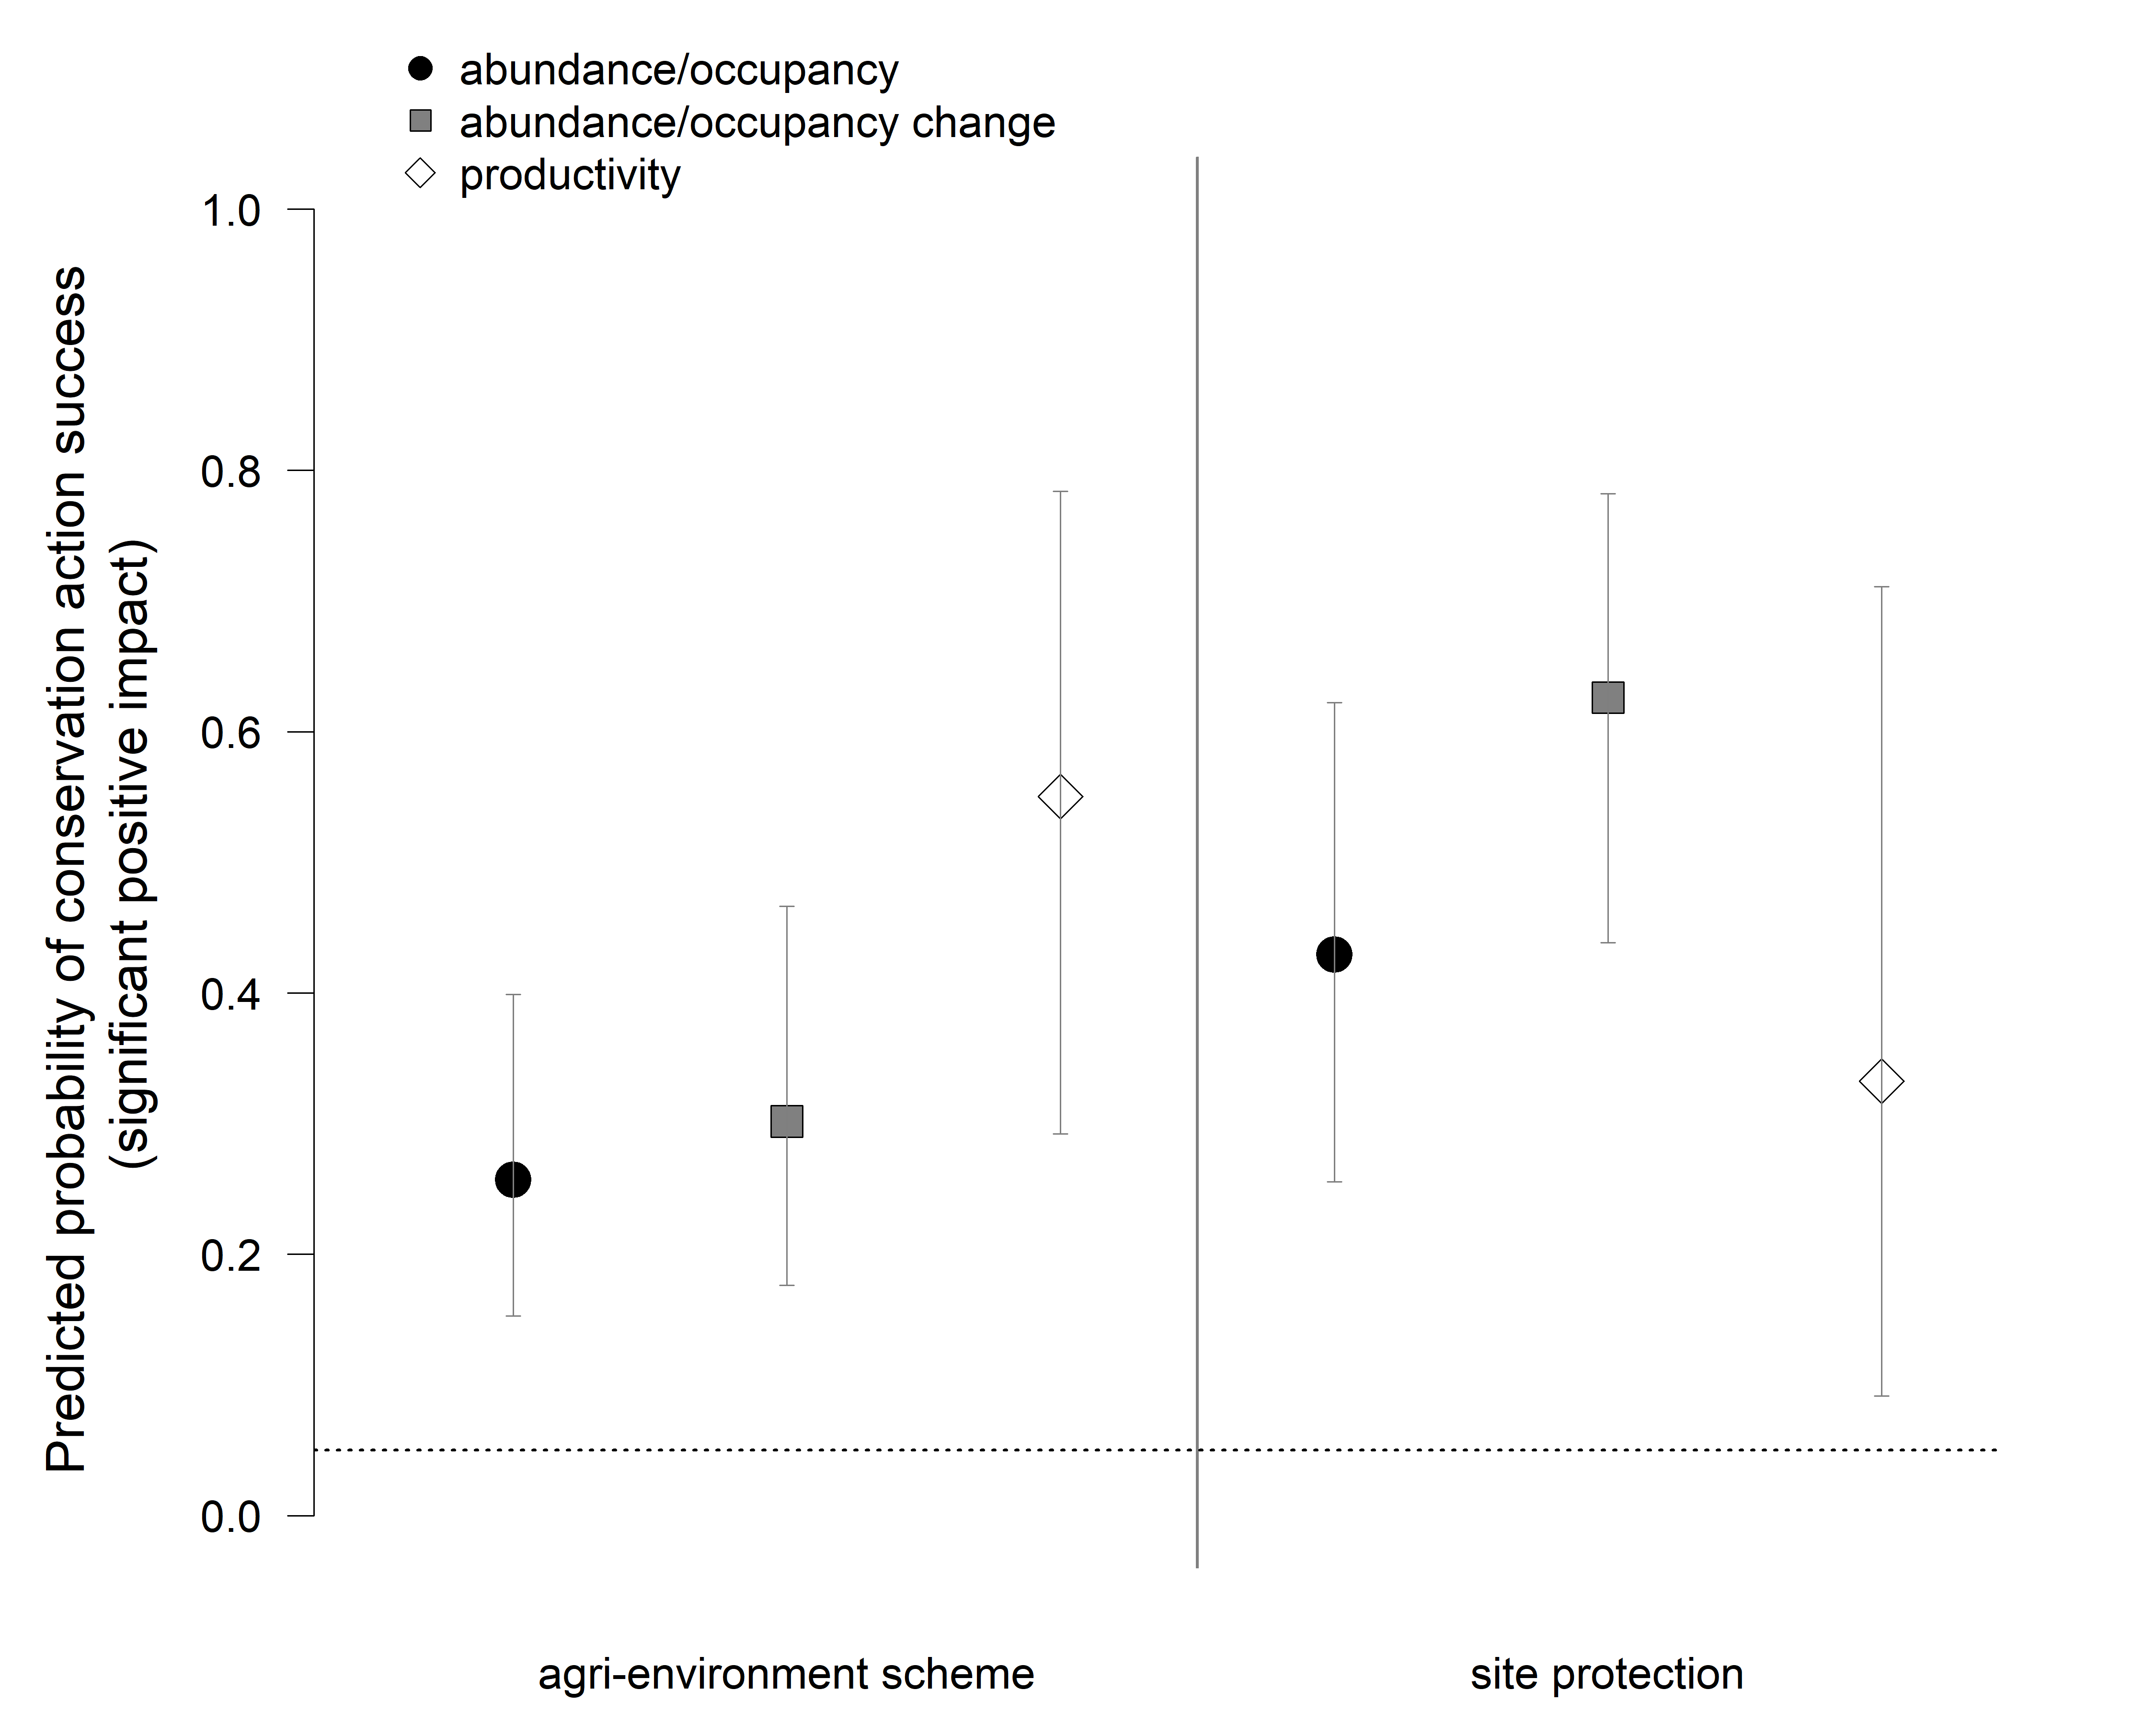 abundance/occupancy
abundance/occupancy change
productivity
Predicted probability of conservation action success
(significant positive impact)
1.0
0.8
0.6
0.4
0.2
0.0
agri-environment scheme
site protection